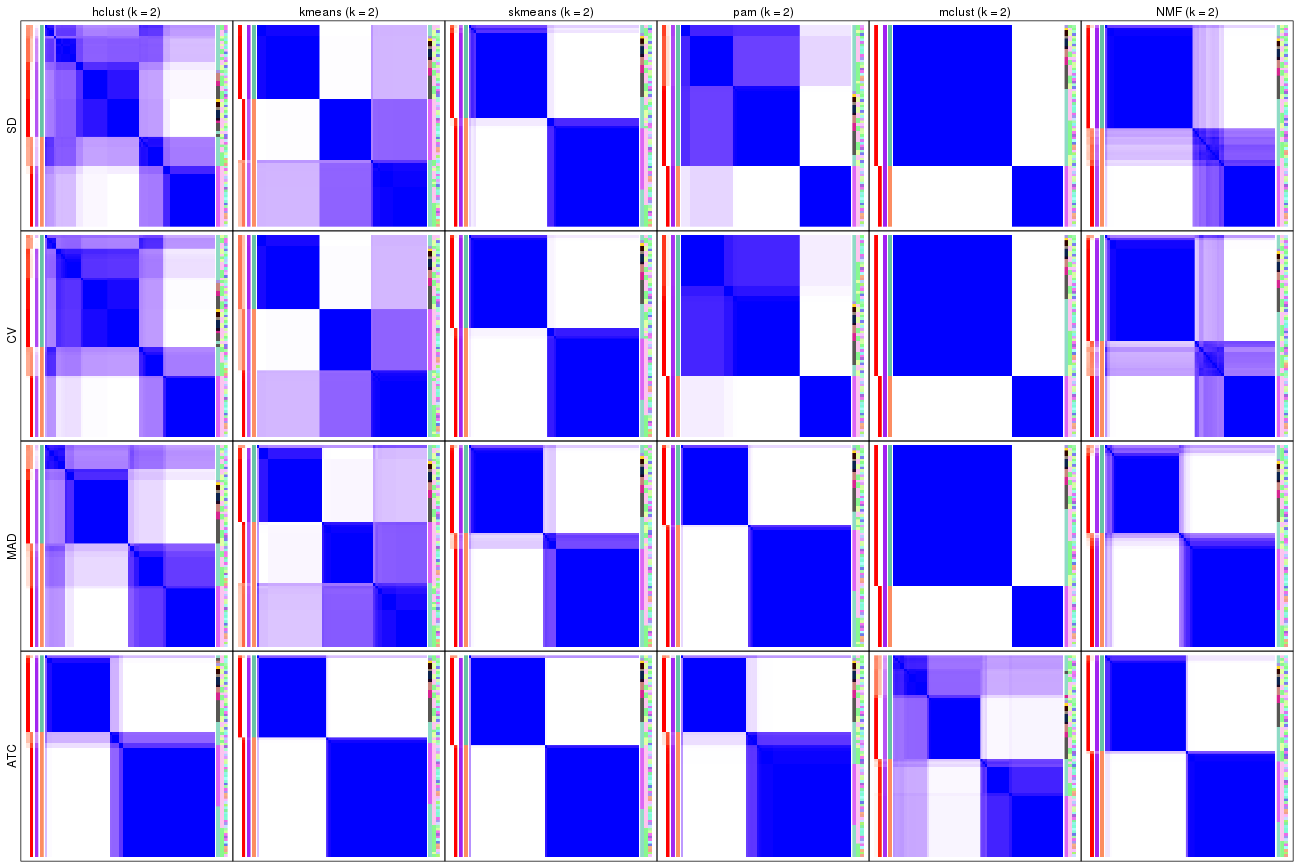 hclust (k = 2) kmeans (k = 2) skmeans (k = 2) pam (k = 2) mclust (k = 2) NMF (k = 2)
SD
CV
MAD
ATC